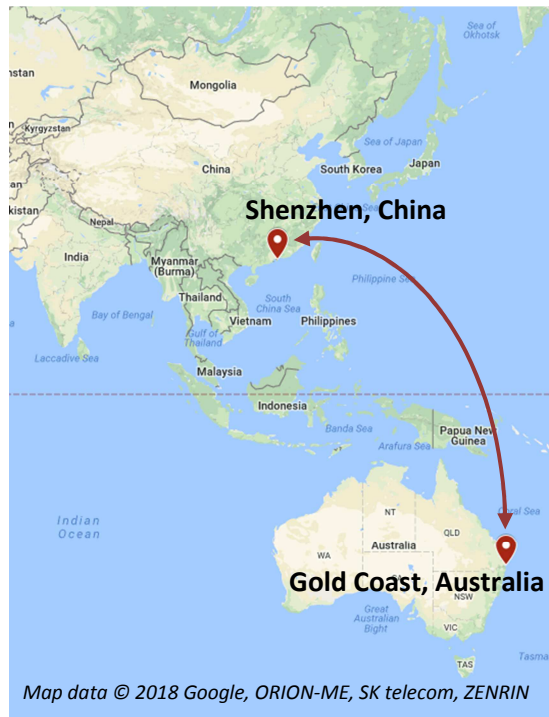 Sea of
Okhotsk
nstan
Mongolia
Kyrgyzstan
Sea of Japan
an
South Korea
Japan
China
kistan
Shenzhen, China
Nepal
India
Myanmar
(Burma)
Philippine Sea
Thailand
South
China Sea
Bay of Bengal
Vietnam
Philippines
Gulf of
Thailand
Laccadive Sea
Malaysia
Indonesia
Banda Sea
Papua New
Guinea
Arafura Sea
Coral Sea
Indian
Ocean
NT
QLD
WA
Australia
Gold Coast, Australia
NSW
Great
Australian
Bight
VIC
Tasma
TAS
Map data © 2018 Google, ORION-ME, SK telecom, ZENRIN